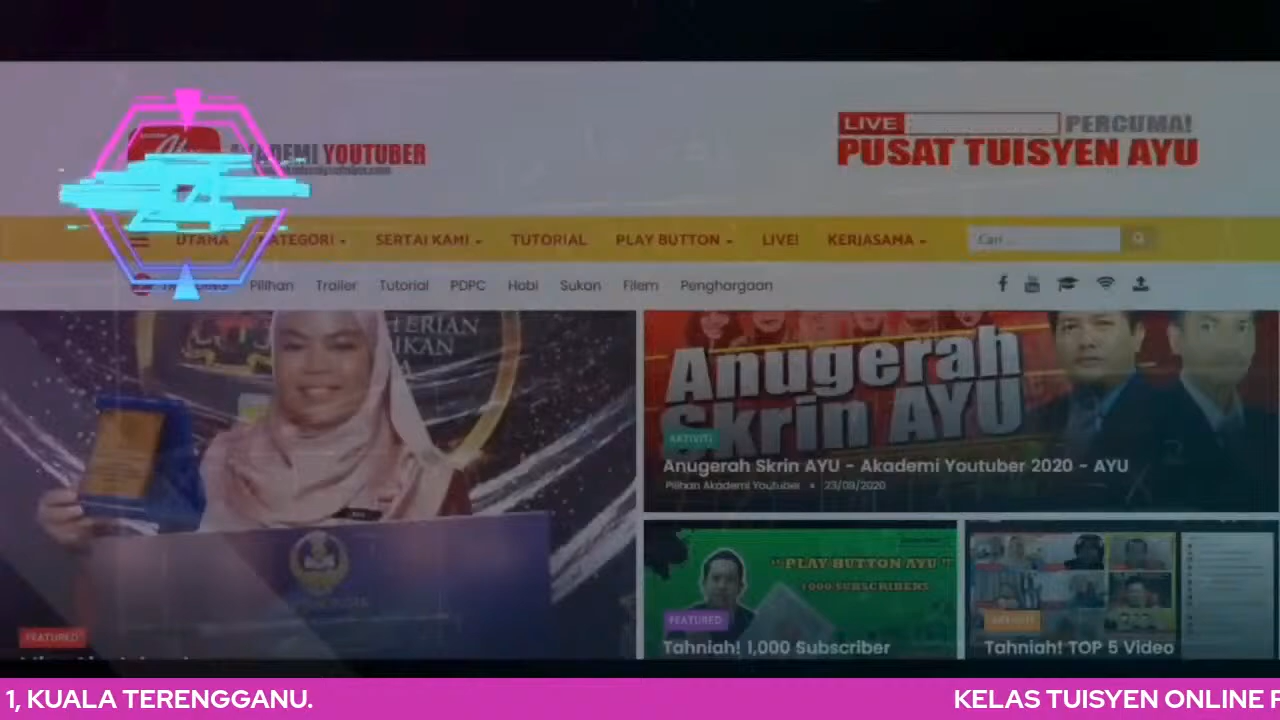 LIVE
PERCUMA!
PUSAT TUISYEN AYU
YOUTUBER
UTAMA KATEGORI SERTAI KAMI TUTORIAL PLAY BUTTON LIVE! KERJASAMA Cari ...
TRENDING Pilihan Trailer Tutorial PDPC Hobi Sukan Filem Penghargaan
Anugerah
Skrin AYU
AKTIVITI
Anugerah Skrin AYU - Akademi Youtuber 2020 - AYU
Pilihan Akademi Youtuber • 23/09/2020
"PLAY BUTTON AYU"
1000 SUBSCRIBERS
FEATURED
Tahniah! 1,000 Subscriber
AKTIVITI
Tahniah! TOP 5 Video
FEATURED
1, KUALA TERENGGANU. KELAS TUISYEN ONLINE